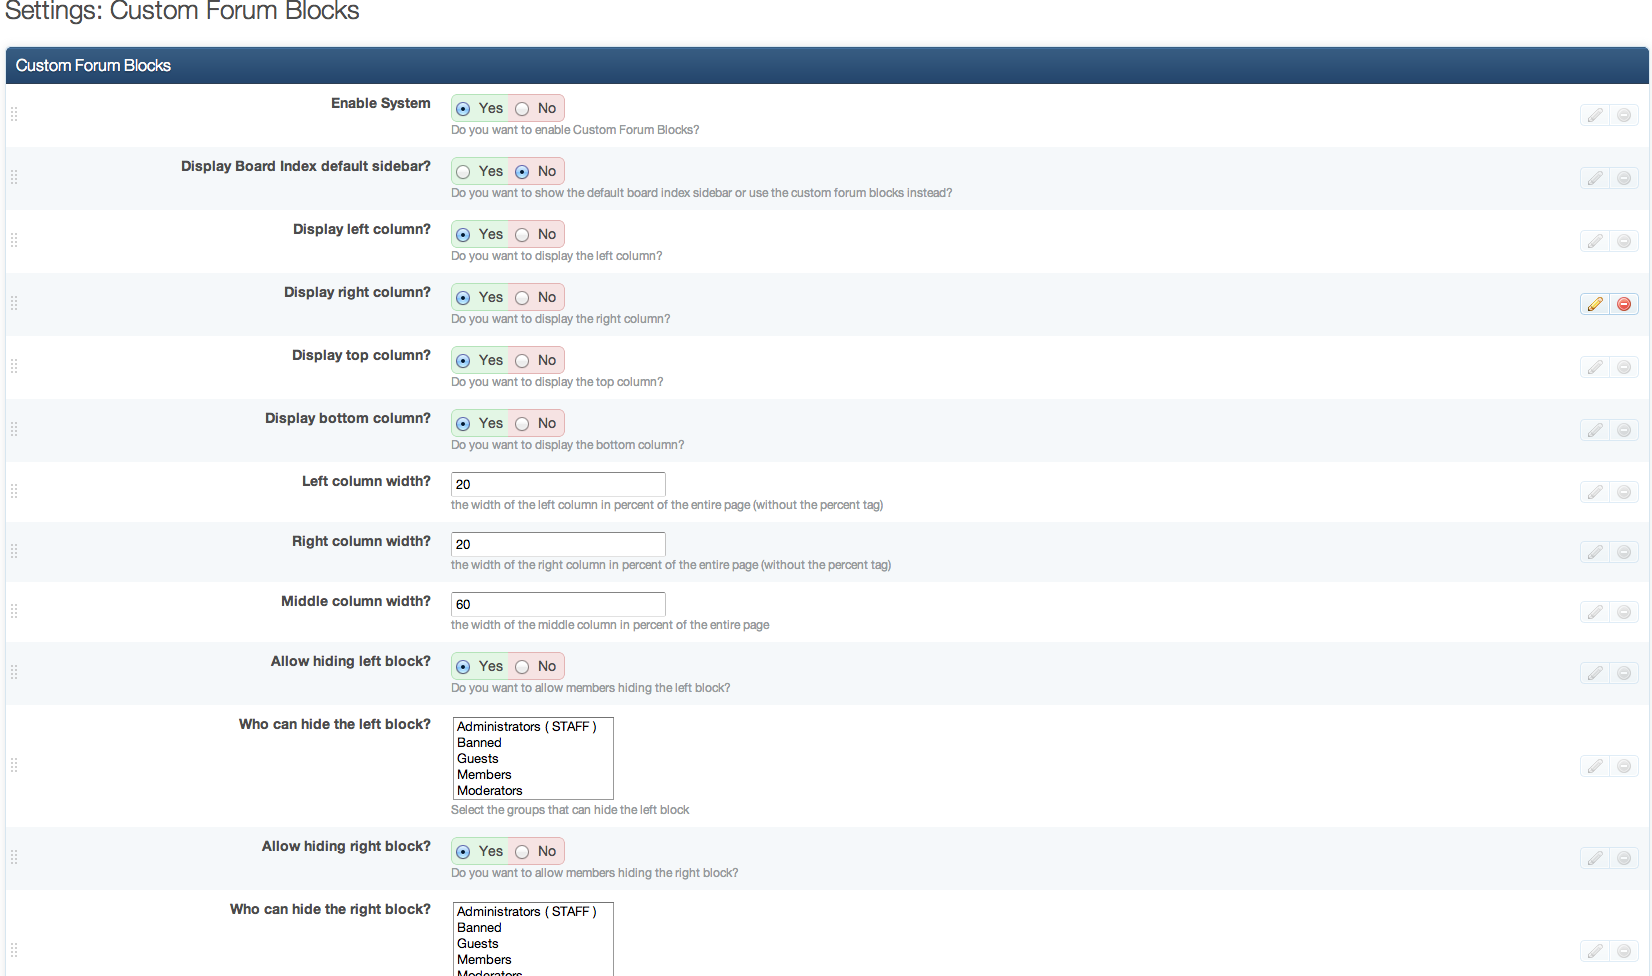 Settings: Custom Forum Blocks
Custom Forum Blocks
Enable System
Yes No
Do you want to enable Custom Forum Blocks?
Display Board Index default sidebar?
Yes No
Do you want to show the default board index sidebar or use the custom forum blocks instead?
Display left column?
Yes No
Do you want to display the left column?
Display right column?
Yes No
Do you want to display the right column?
Display top column?
Yes No
Do you want to display the top column?
Display bottom column?
Yes No
Do you want to display the bottom column?
Left column width?
20
the width of the left column in percent of the entire page (without the percent tag)
Right column width?
20
the width of the right column in percent of the entire page (without the percent tag)
Middle column width?
60
the width of the middle column in percent of the entire page
Allow hiding left block?
Yes No
Do you want to allow members hiding the left block?
Who can hide the left block?
Administrators ( STAFF )
Banned
Guests
Members
Moderators
Select the groups that can hide the left block
Allow hiding right block?
Yes No
Do you want to allow members hiding the right block?
Who can hide the right block?
Administrators ( STAFF )
Banned
Guests
Members
Moderators